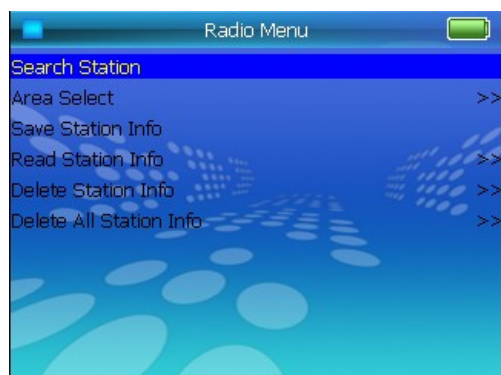 Radio Menu
Search Station
Area Select >>
Save Station Info
Read Station Info >>
Delete Station Info >>
Delete All Station Info >>